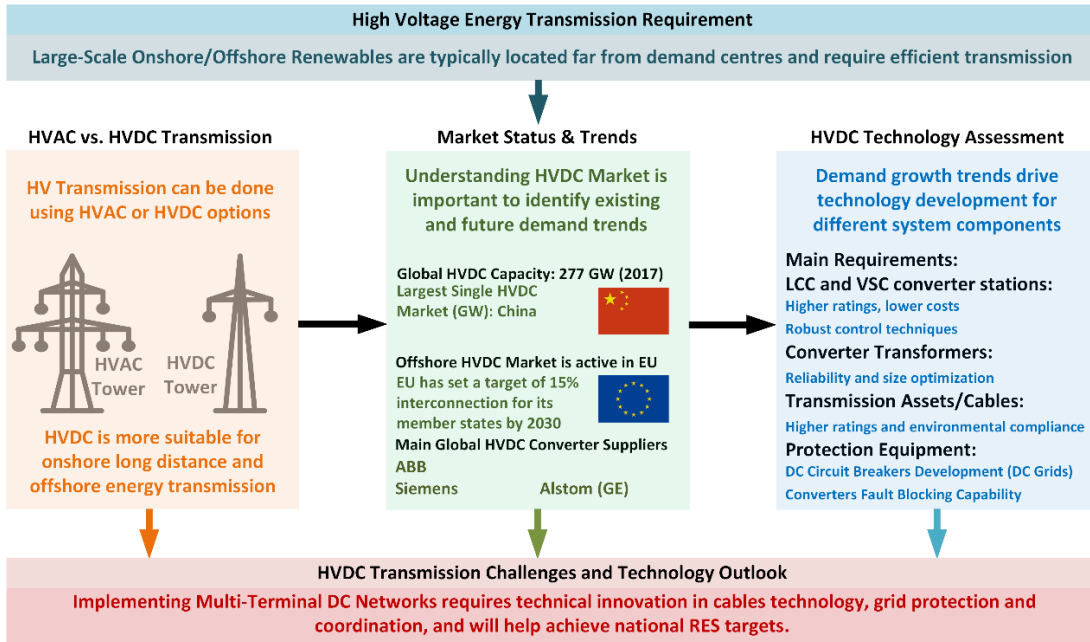 High Voltage Energy Transmission Requirement
Large-Scale Onshore/Offshore Renewables are typically located far from demand centres and require efficient transmission
HVAC vs. HVDC Transmission
HV Transmission can be done
using HVAC or HVDC options
HVAC
Tower
HVDC
Tower
HVDC is more suitable for
onshore long distance and
offshore energy transmission
Market Status & Trends
Understanding HVDC Market is
important to identify existing
and future demand trends
Global HVDC Capacity: 277 GW (2017)
Largest Single HVDC
Market (GW): China
Offshore HVDC Market is active in EU
EU has set a target of 15%
interconnection for its
member states by 2030
Main Global HVDC Converter Suppliers
ABB
Siemens
Alstom (GE)
HVDC Technology Assessment
Demand growth trends drive
technology development for
different system components
Main Requirements:
LCC and VSC converter stations:
Higher ratings, lower costs
Robust control techniques
Converter Transformers:
Reliability and size optimization
Transmission Assets/Cables:
Higher ratings and environmental compliance
Protection Equipment:
DC Circuit Breakers Development (DC Grids)
Converters Fault Blocking Capability
HVDC Transmission Challenges and Technology Outlook
Implementing Multi-Terminal DC Networks requires technical innovation in cables technology, grid protection and
coordination, and will help achieve national RES targets.